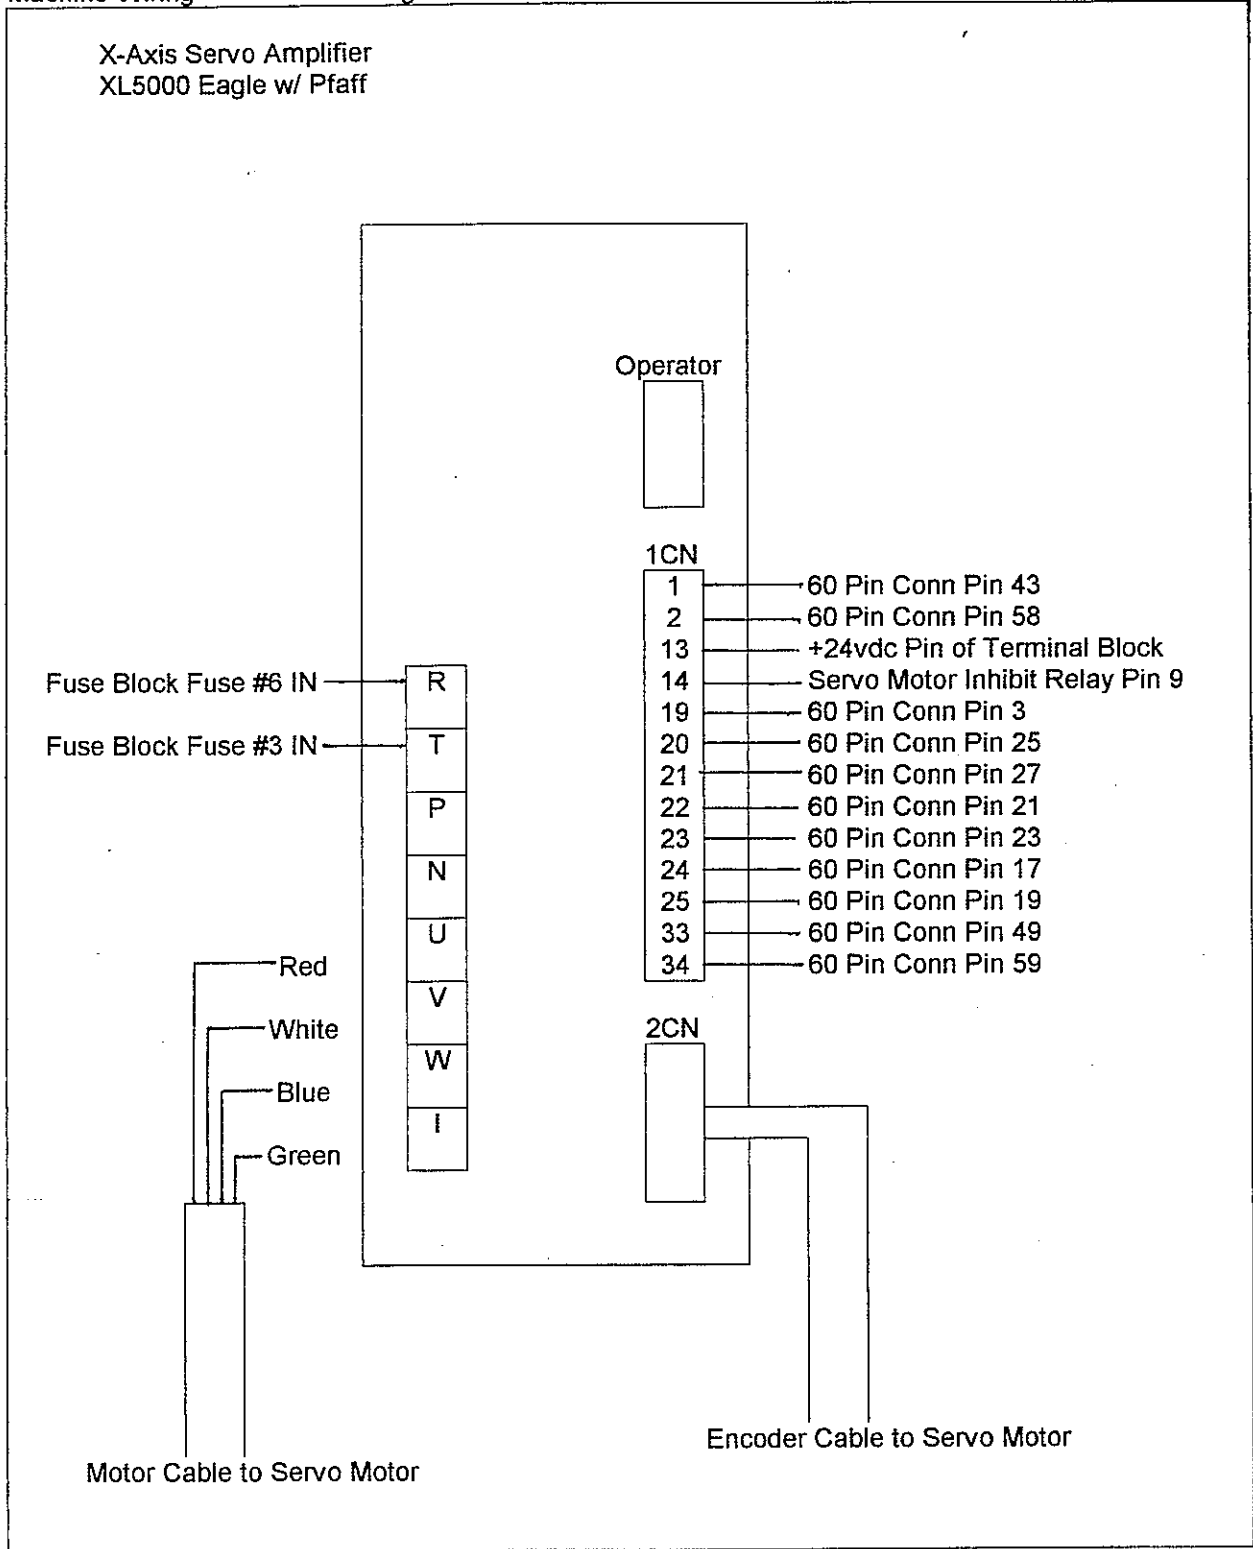 X-Axis Servo Amplifier
XL5000 Eagle w/ Pfaff
Operator
1CN
1 60 Pin Conn Pin 43
2 60 Pin Conn Pin 58
13 +24vdc Pin of Terminal Block
14 Servo Motor Inhibit Relay Pin 9
19 60 Pin Conn Pin 3
20 60 Pin Conn Pin 25
21 60 Pin Conn Pin 27
22 60 Pin Conn Pin 21
23 60 Pin Conn Pin 23
24 60 Pin Conn Pin 17
25 60 Pin Conn Pin 19
33 60 Pin Conn Pin 49
34 60 Pin Conn Pin 59
Fuse Block Fuse #6 IN R
Fuse Block Fuse #3 IN T
P
N
U
V
W
I
Red
White
Blue
Green
2CN
Encoder Cable to Servo Motor
Motor Cable to Servo Motor